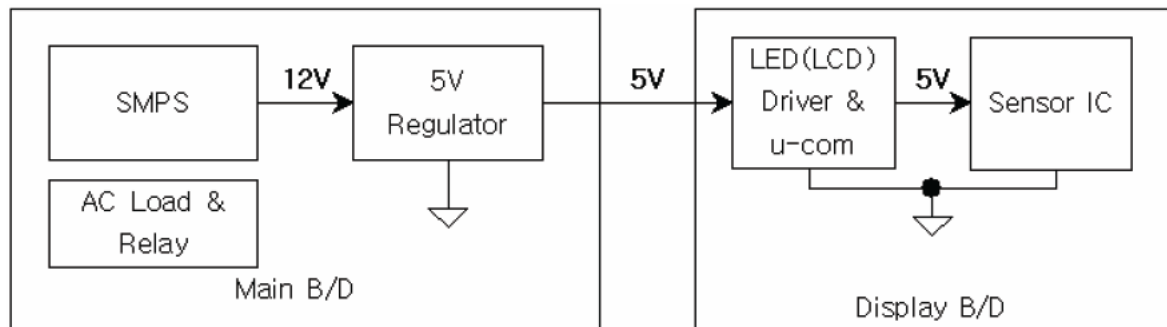 SMPS
12V
5V
Regulator
5V
LED(LCD)
Driver &
u-com
5V
Sensor IC
AC Load &
Relay
Main B/D
Display B/D